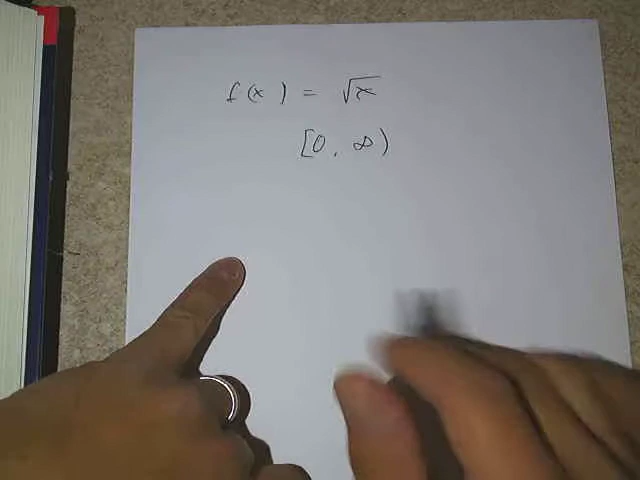 f(x) = √x
[0, ∞)